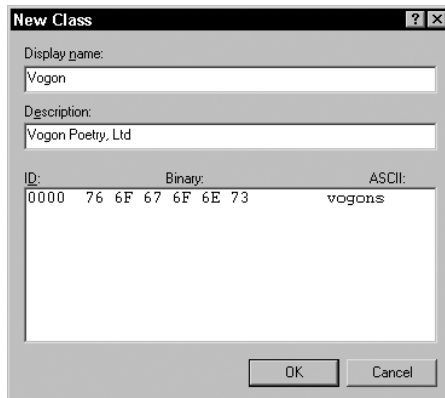 New Class
Display name:
Vogon
Description:
Vogon Poetry, Ltd
ID: Binary: ASCII:
0000 76 6F 67 6F 6E 73 vogons
OK Cancel